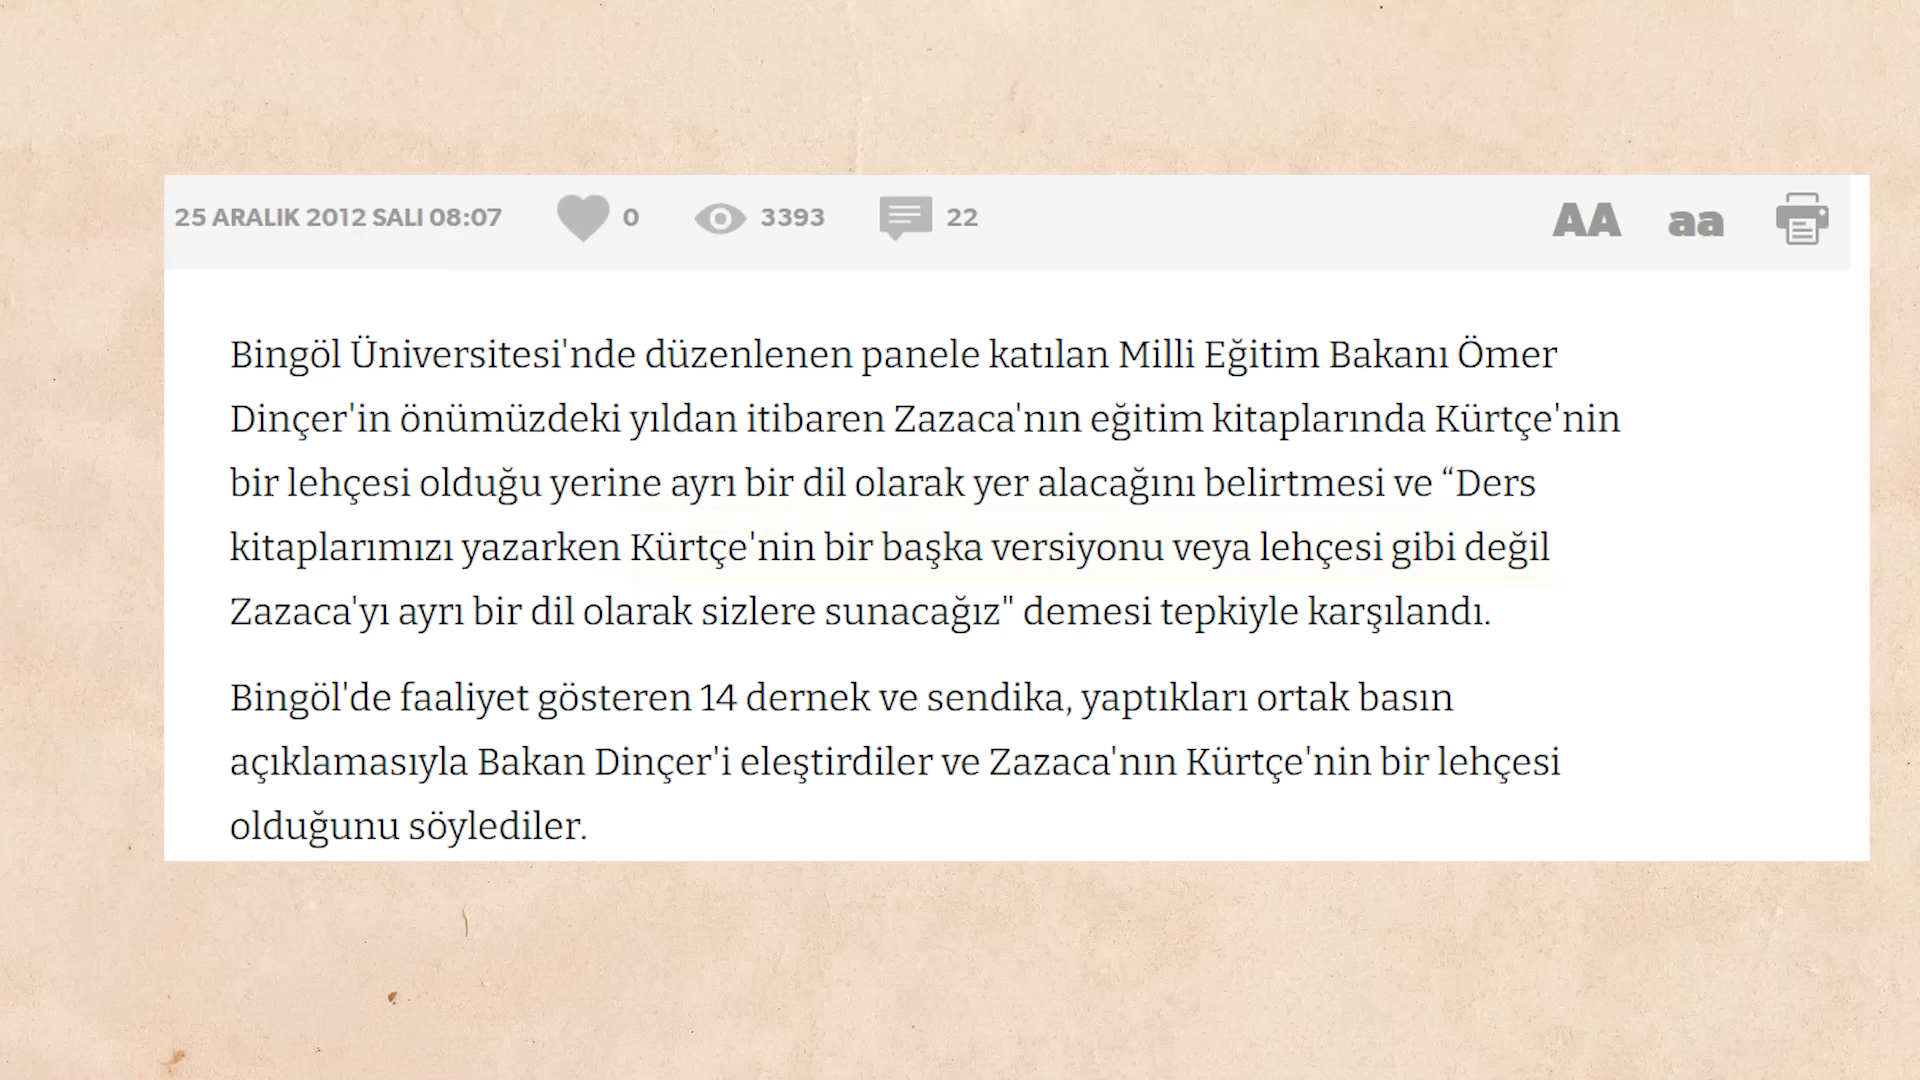 25 ARALIK 2012 SALI 08:07 0 3393 22 AA aa
Bingöl Üniversitesi'nde düzenlenen panele katılan Milli Eğitim Bakanı Ömer
Dinçer'in önümüzdeki yıldan itibaren Zazaca'nın eğitim kitaplarında Kürtçe'nin
bir lehçesi olduğu yerine ayrı bir dil olarak yer alacağını belirtmesi ve “Ders
kitaplarımızı yazarken Kürtçe'nin bir başka versiyonu veya lehçesi gibi değil
Zazaca'yı ayrı bir dil olarak sizlere sunacağız" demesi tepkiyle karşılandı.
Bingöl'de faaliyet gösteren 14 dernek ve sendika, yaptıkları ortak basın
açıklamasıyla Bakan Dinçer'i eleştirdiler ve Zazaca'nın Kürtçe'nin bir lehçesi
olduğunu söylediler.